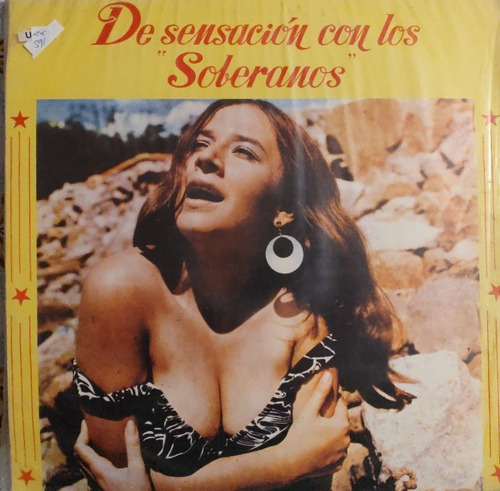 De sensación con los
"Soberanos"